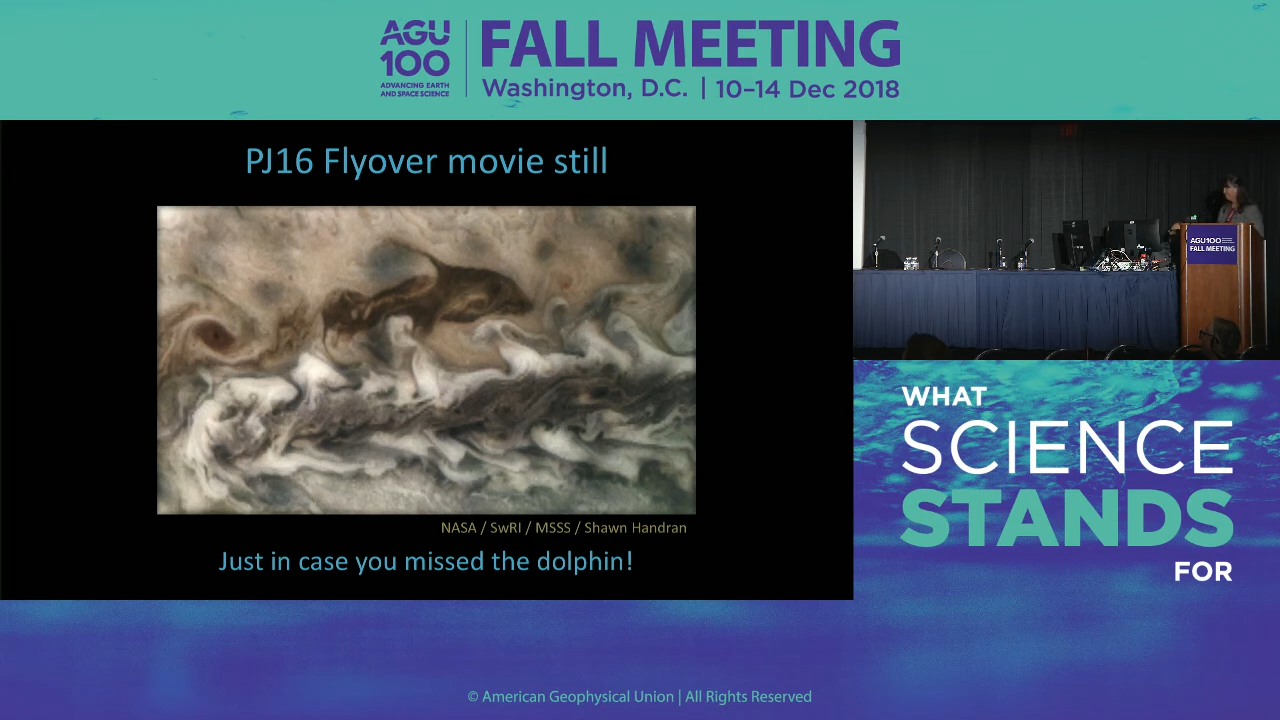 AGU
100
ADVANCING EARTH
AND SPACE SCIENCE
FALL MEETING
Washington, D.C. | 10–14 Dec 2018
PJ16 Flyover movie still
NASA / SwRI / MSSS / Shawn Handran
Just in case you missed the dolphin!
AGU100
FALL MEETING
WHAT
SCIENCE
STANDS
FOR
© American Geophysical Union | All Rights Reserved